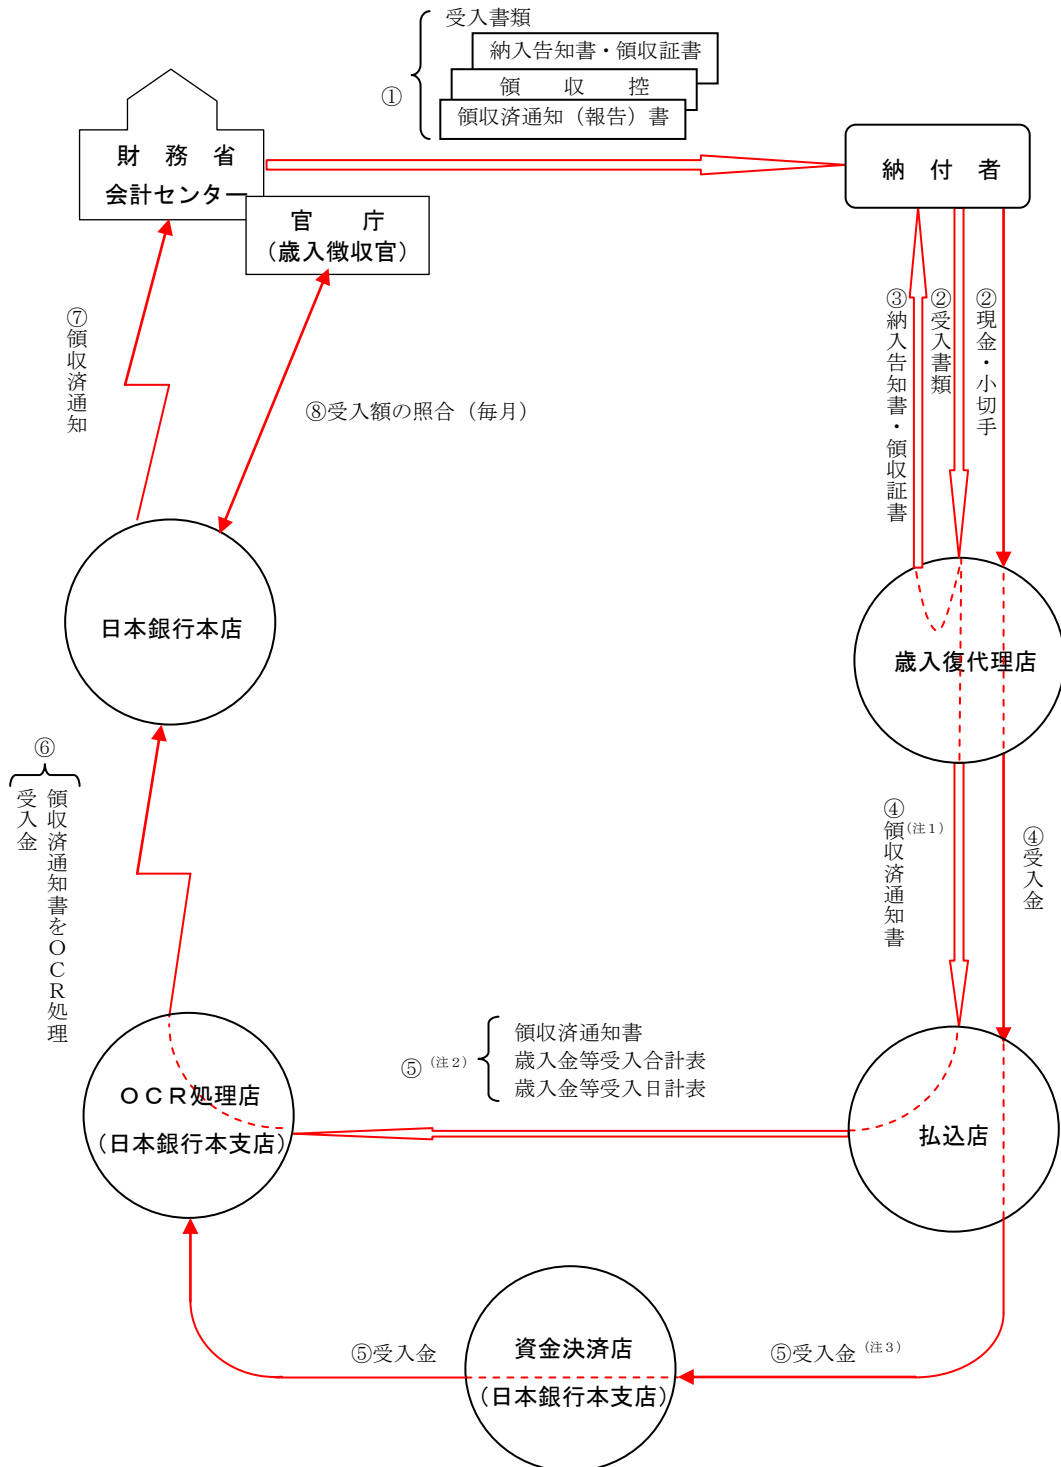 受入書類
納入告知書・領収証書
領　収　控
領収済通知（報告）書
①
財　務　省
会計センター
官　　庁
（歳入徴収官）
納　付　者
③納入告知書・領収証書
②受入書類
②現金・小切手
⑦領収済通知
⑧受入額の照合（毎月）
日本銀行本店
歳入復代理店
⑥
領収済通知書をＯＣＲ処理
受入金
④領収済通知書（注１）
④受入金
⑤（注２）
領収済通知書
歳入金等受入合計表
歳入金等受入日計表
ＯＣＲ処理店
（日本銀行本支店）
払込店
⑤受入金
資金決済店
（日本銀行本支店）
⑤受入金（注３）